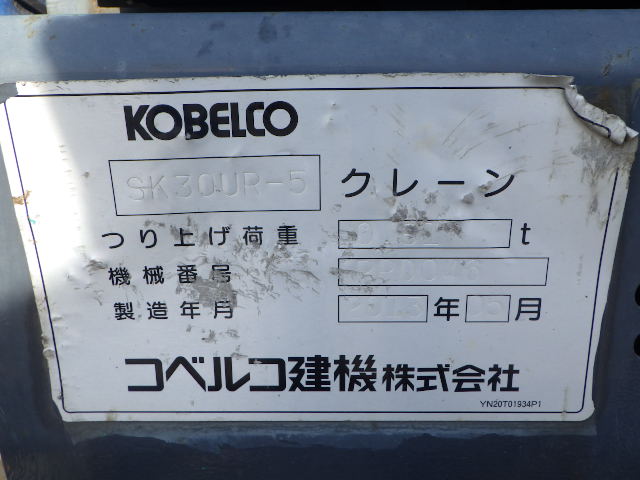 KOBELCO
SK30UR-5 クレーン
つり上げ荷重 t
機械番号
製造年月 年 月
コベルコ建機株式会社
YN20T01934P1